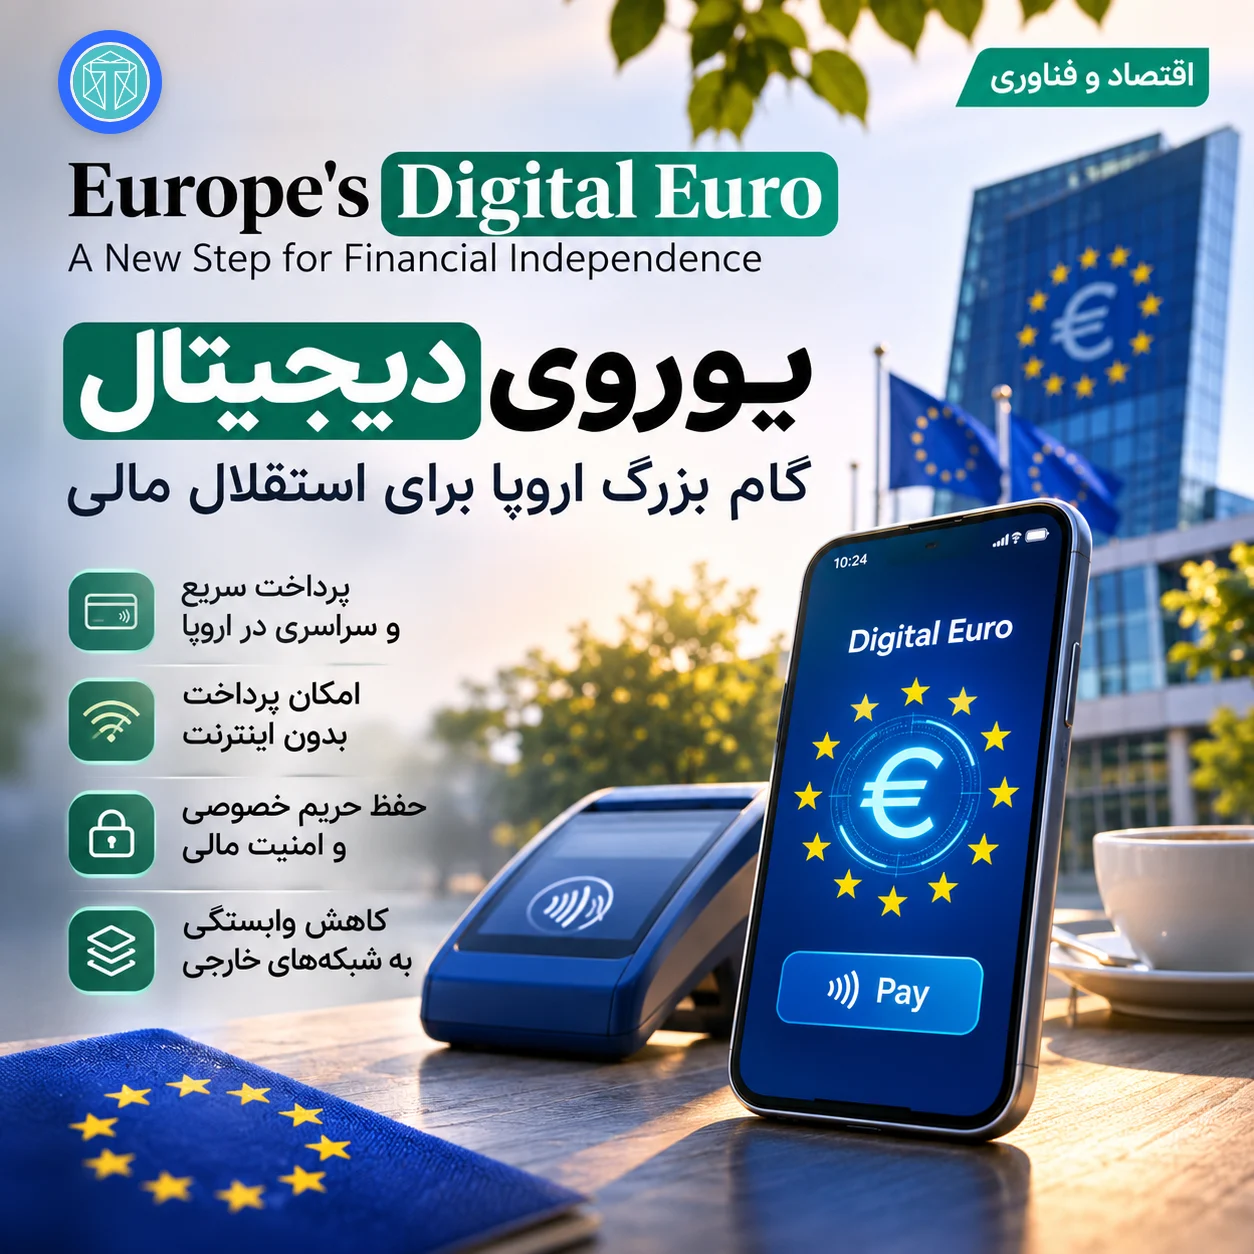 اقتصاد و فناوری
Europe's Digital Euro
A New Step for Financial Independence
یوروی دیجیتال
گام بزرگ اروپا برای استقلال مالی
پرداخت سریع
و سراسری در اروپا
امکان پرداخت
بدون اینترنت
حفظ حریم خصوصی
و امنیت مالی
کاهش وابستگی
به شبکه‌های خارجی
€
10:24
Digital Euro
€
Pay